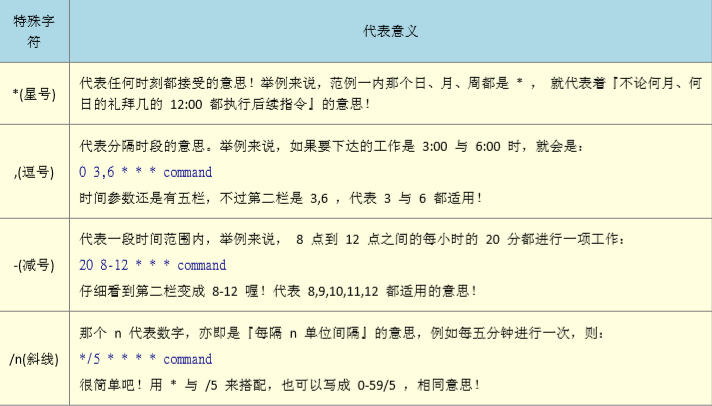 特殊字
符
代表意义
*(星号)
代表任何时刻都接受的意思！举例来说，范例一内那个日、月、周都是 * ， 就代表着『不论何月、何
日的礼拜几的 12:00 都执行后续指令』的意思！
,(逗号)
代表分隔时段的意思。举例来说，如果要下达的工作是 3:00 与 6:00 时，就会是：
0 3,6 * * * command
时间参数还是有五栏，不过第二栏是 3,6 ，代表 3 与 6 都适用！
-(减号)
代表一段时间范围内，举例来说， 8 点到 12 点之间的每小时的 20 分都进行一项工作：
20 8-12 * * * command
仔细看到第二栏变成 8-12 喔！代表 8,9,10,11,12 都适用的意思！
/n(斜线)
那个 n 代表数字，亦即是『每隔 n 单位间隔』的意思，例如每五分钟进行一次，则：
*/5 * * * * command
很简单吧！用 * 与 /5 来搭配，也可以写成 0-59/5 ，相同意思！